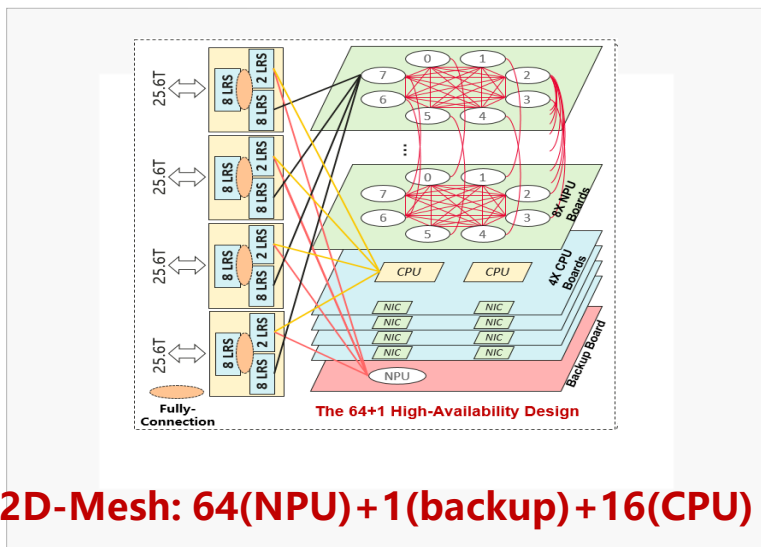 25.6T
8 LRS
2 LRS
8 LRS
25.6T
8 LRS
2 LRS
8 LRS
25.6T
8 LRS
2 LRS
8 LRS
25.6T
8 LRS
2 LRS
8 LRS
Fully-
Connection
0
1
7
2
6
3
5
4
...
0
1
7
2
6
3
5
4
8X NPU
Boards
CPU
CPU
4X CPU
Boards
NIC
NIC
NIC
NIC
NIC
NIC
NIC
NIC
NPU
Backup Board
The 64+1 High-Availability Design
2D-Mesh: 64(NPU)+1(backup)+16(CPU)